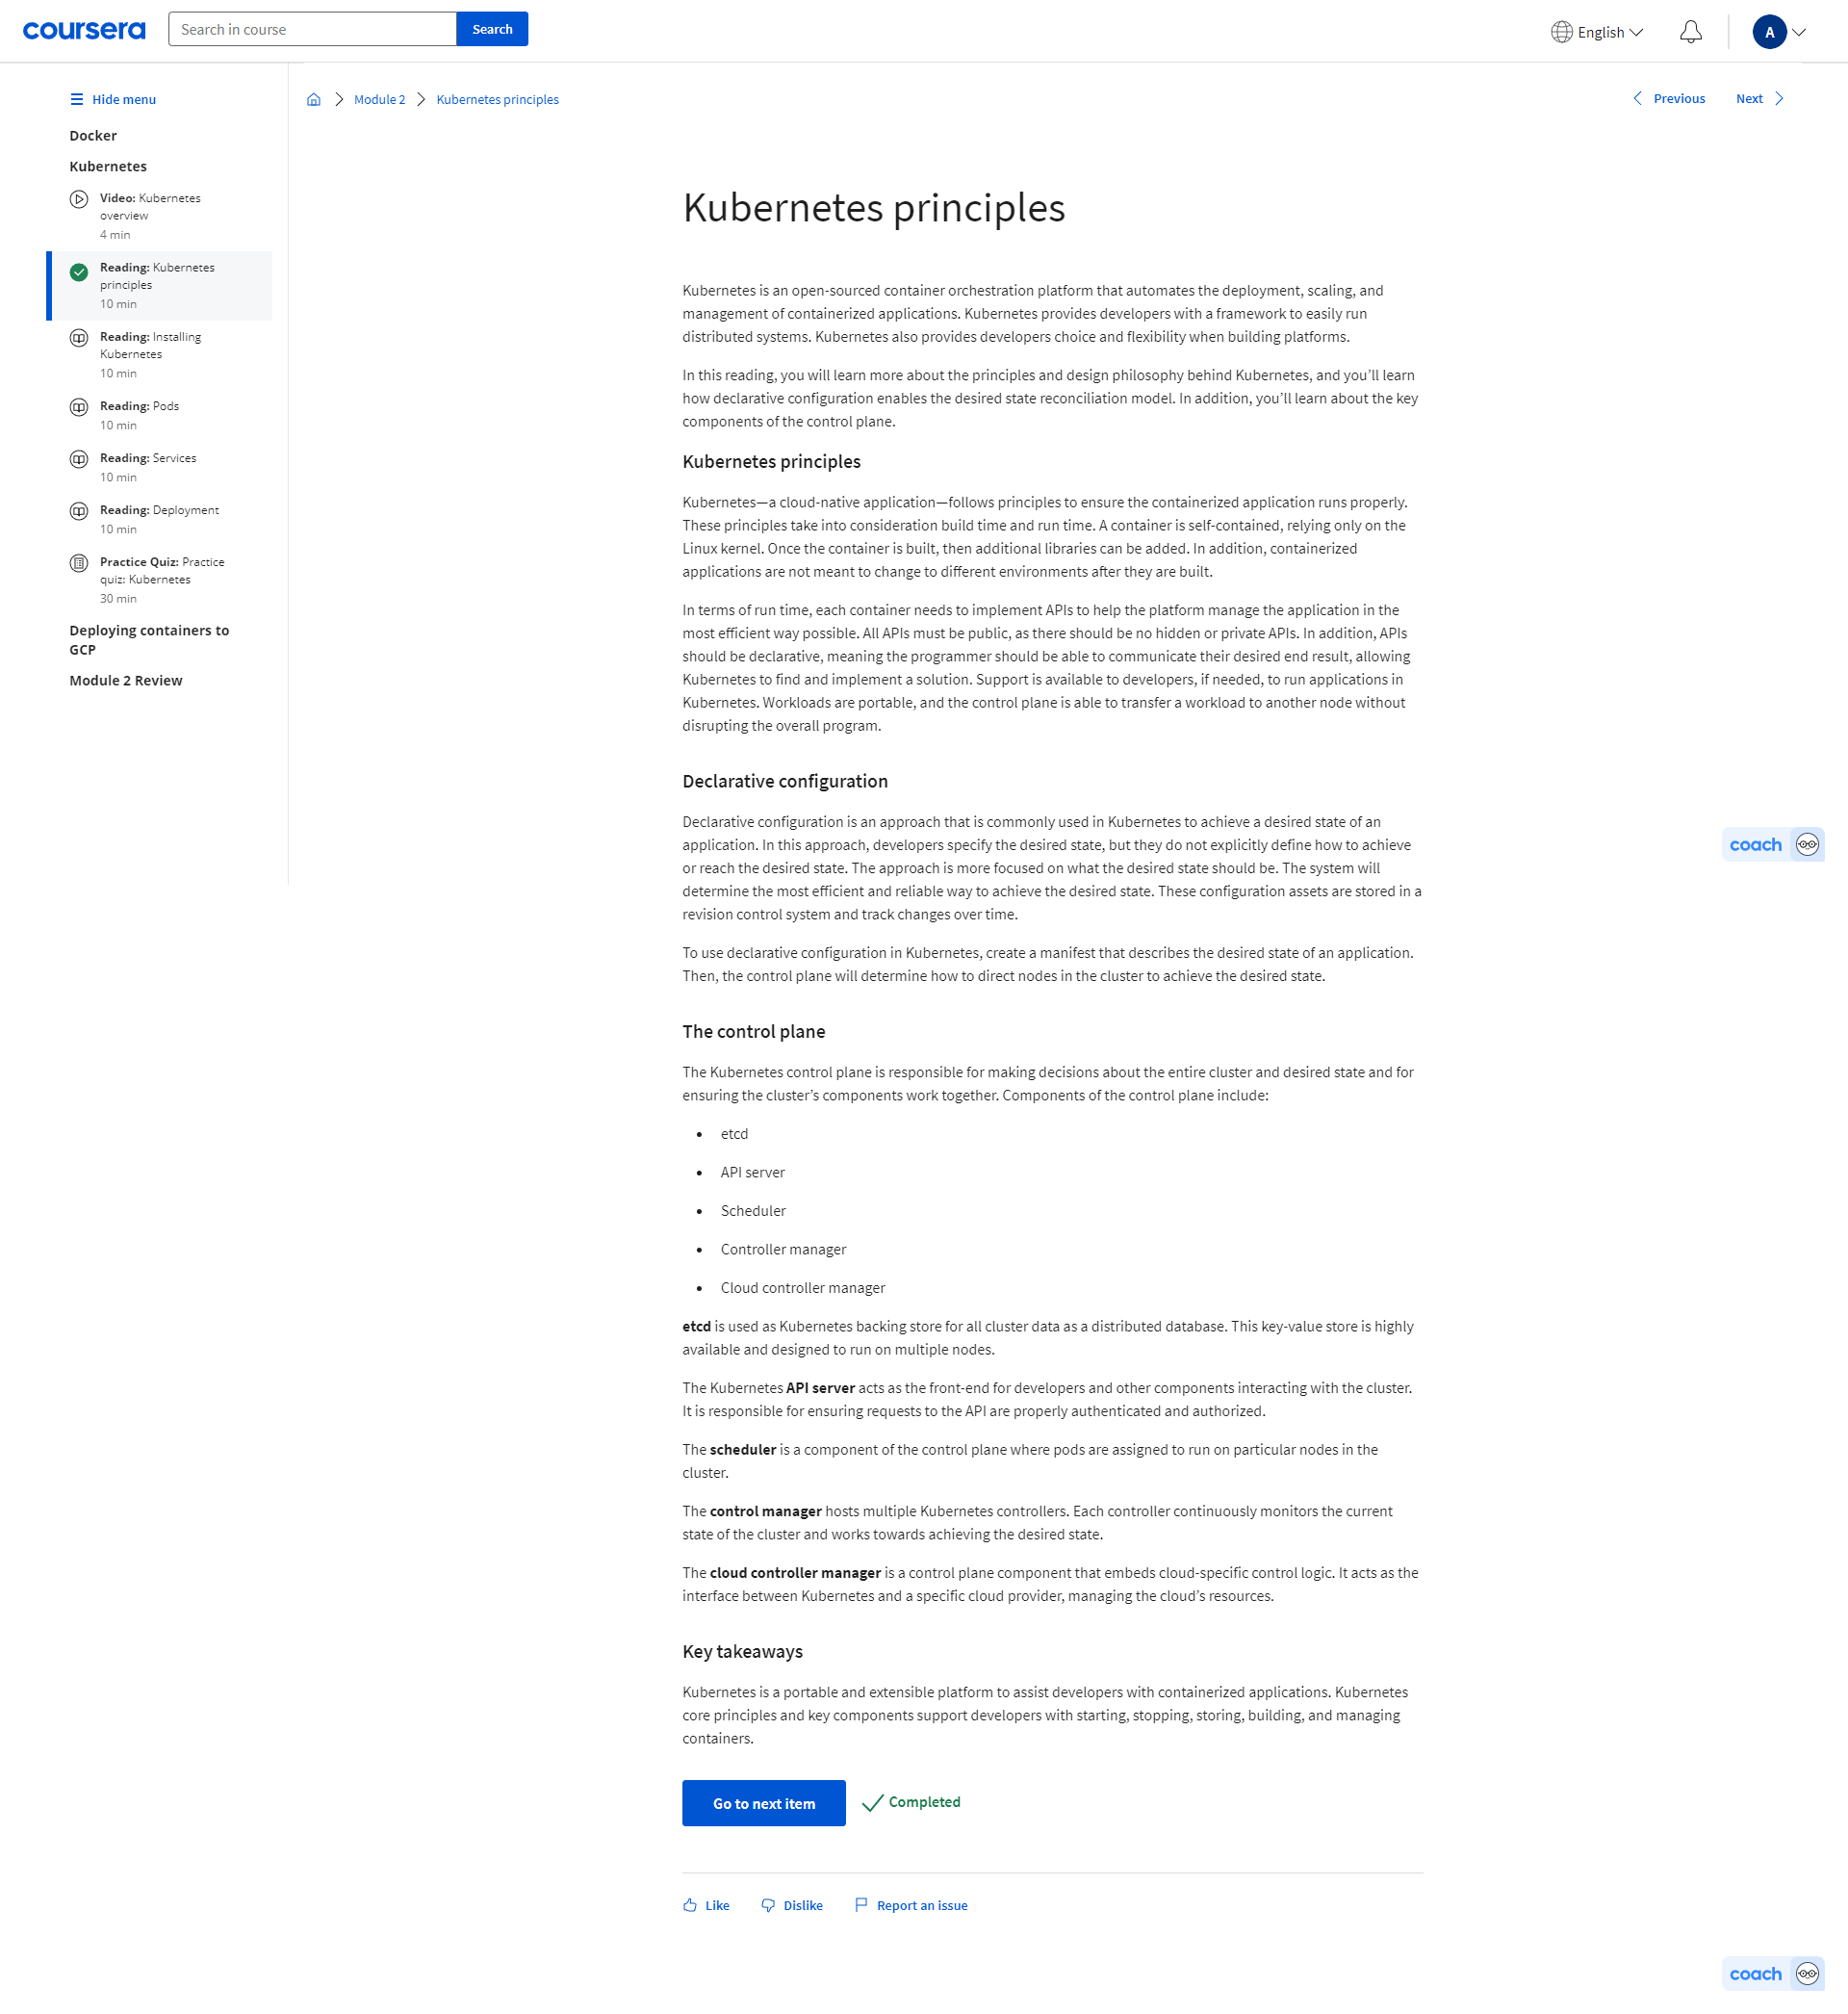 coursera
Search in course
Search
English
A
Hide menu
Docker
Kubernetes
Video: Kubernetes
overview
4 min
Reading: Kubernetes
principles
10 min
Reading: Installing
Kubernetes
10 min
Reading: Pods
10 min
Reading: Services
10 min
Reading: Deployment
10 min
Practice Quiz: Practice
quiz: Kubernetes
30 min
Deploying containers to
GCP
Module 2 Review
Module 2
Kubernetes principles
Previous
Next
Kubernetes principles
Kubernetes is an open-sourced container orchestration platform that automates the deployment, scaling, and
management of containerized applications. Kubernetes provides developers with a framework to easily run
distributed systems. Kubernetes also provides developers choice and flexibility when building platforms.
In this reading, you will learn more about the principles and design philosophy behind Kubernetes, and you’ll learn
how declarative configuration enables the desired state reconciliation model. In addition, you’ll learn about the key
components of the control plane.
Kubernetes principles
Kubernetes—a cloud-native application—follows principles to ensure the containerized application runs properly.
These principles take into consideration build time and run time. A container is self-contained, relying only on the
Linux kernel. Once the container is built, then additional libraries can be added. In addition, containerized
applications are not meant to change to different environments after they are built.
In terms of run time, each container needs to implement APIs to help the platform manage the application in the
most efficient way possible. All APIs must be public, as there should be no hidden or private APIs. In addition, APIs
should be declarative, meaning the programmer should be able to communicate their desired end result, allowing
Kubernetes to find and implement a solution. Support is available to developers, if needed, to run applications in
Kubernetes. Workloads are portable, and the control plane is able to transfer a workload to another node without
disrupting the overall program.
Declarative configuration
Declarative configuration is an approach that is commonly used in Kubernetes to achieve a desired state of an
application. In this approach, developers specify the desired state, but they do not explicitly define how to achieve
or reach the desired state. The approach is more focused on what the desired state should be. The system will
determine the most efficient and reliable way to achieve the desired state. These configuration assets are stored in a
revision control system and track changes over time.
To use declarative configuration in Kubernetes, create a manifest that describes the desired state of an application.
Then, the control plane will determine how to direct nodes in the cluster to achieve the desired state.
coach
The control plane
The Kubernetes control plane is responsible for making decisions about the entire cluster and desired state and for
ensuring the cluster’s components work together. Components of the control plane include:
• etcd
• API server
• Scheduler
• Controller manager
• Cloud controller manager
etcd is used as Kubernetes backing store for all cluster data as a distributed database. This key-value store is highly
available and designed to run on multiple nodes.
The Kubernetes API server acts as the front-end for developers and other components interacting with the cluster.
It is responsible for ensuring requests to the API are properly authenticated and authorized.
The scheduler is a component of the control plane where pods are assigned to run on particular nodes in the
cluster.
The control manager hosts multiple Kubernetes controllers. Each controller continuously monitors the current
state of the cluster and works towards achieving the desired state.
The cloud controller manager is a control plane component that embeds cloud-specific control logic. It acts as the
interface between Kubernetes and a specific cloud provider, managing the cloud’s resources.
Key takeaways
Kubernetes is a portable and extensible platform to assist developers with containerized applications. Kubernetes
core principles and key components support developers with starting, stopping, storing, building, and managing
containers.
Go to next item
Completed
Like
Dislike
Report an issue
coach